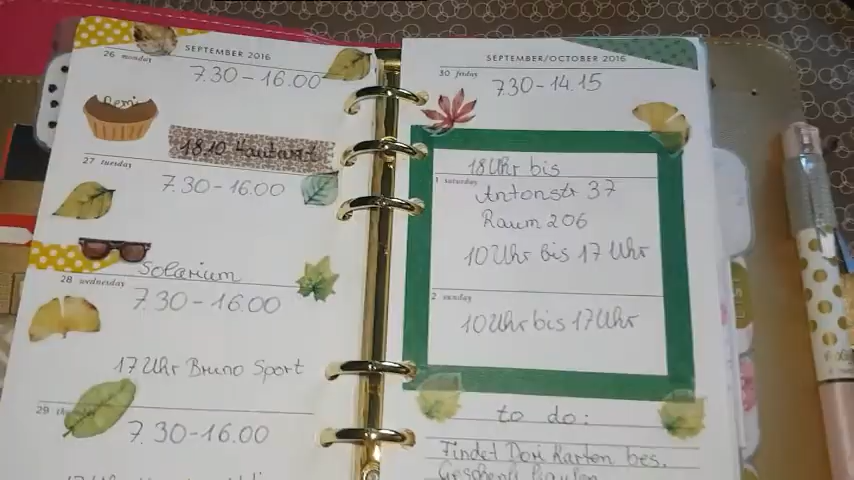 SEPTEMBER 2016
26 monday
7.30-16.00
Remi
18.10 Hautarzt
27 tuesday
7.30-16.00
Solarium
28 wednesday
7.30-16.00
17 Uhr Bruno Sport
29
7.30-16.00
SEPTEMBER/OCTOBER 2016
30 friday
7.30-14.15
18 Uhr bis
1 saturday
Antonstr 37
Raum 206
10 Uhr bis 17 Uhr
2 sunday
10 Uhr bis 17 Uhr
to do:
Findet Dori Karten bes.
Geschenk kaufen